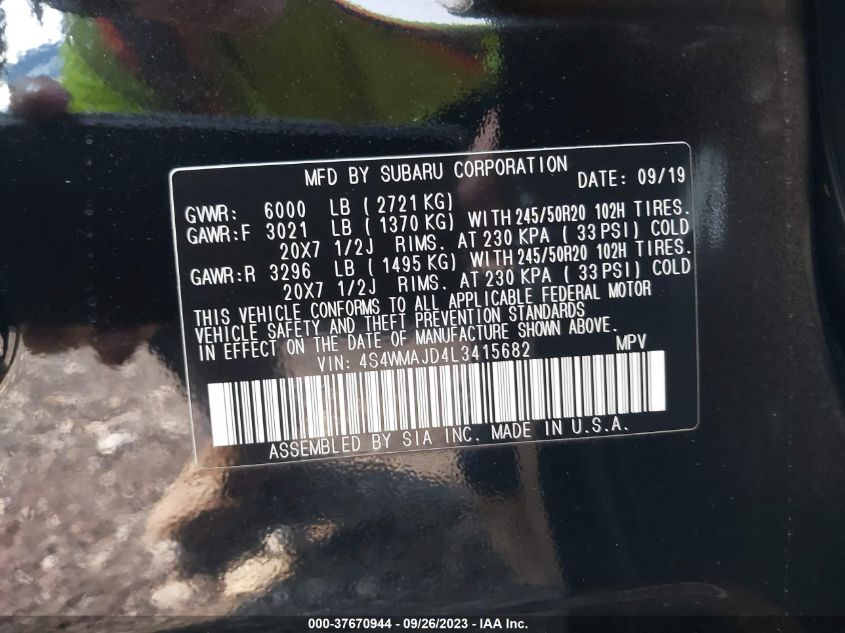 MFD BY SUBARU CORPORATION DATE: 09/19
GVWR: 6000 LB ( 2721 KG)
GAWR:F 3021 LB ( 1370 KG) WITH 245/50R20 102H TIRES.
20X7 1/2J RIMS. AT 230 KPA ( 33 PSI) COLD
GAWR:R 3296 LB ( 1495 KG) WITH 245/50R20 102H TIRES.
20X7 1/2J RIMS. AT 230 KPA ( 33 PSI) COLD
THIS VEHICLE CONFORMS TO ALL APPLICABLE FEDERAL MOTOR
VEHICLE SAFETY AND THEFT PREVENTION STANDARDS
IN EFFECT ON THE DATE OF MANUFACTURE SHOWN ABOVE.
VIN: 4S4WMAJD4L3415682 MPV
ASSEMBLED BY SIA INC. MADE IN U.S.A.
000-37670944 - 09/26/2023 - IAA Inc.